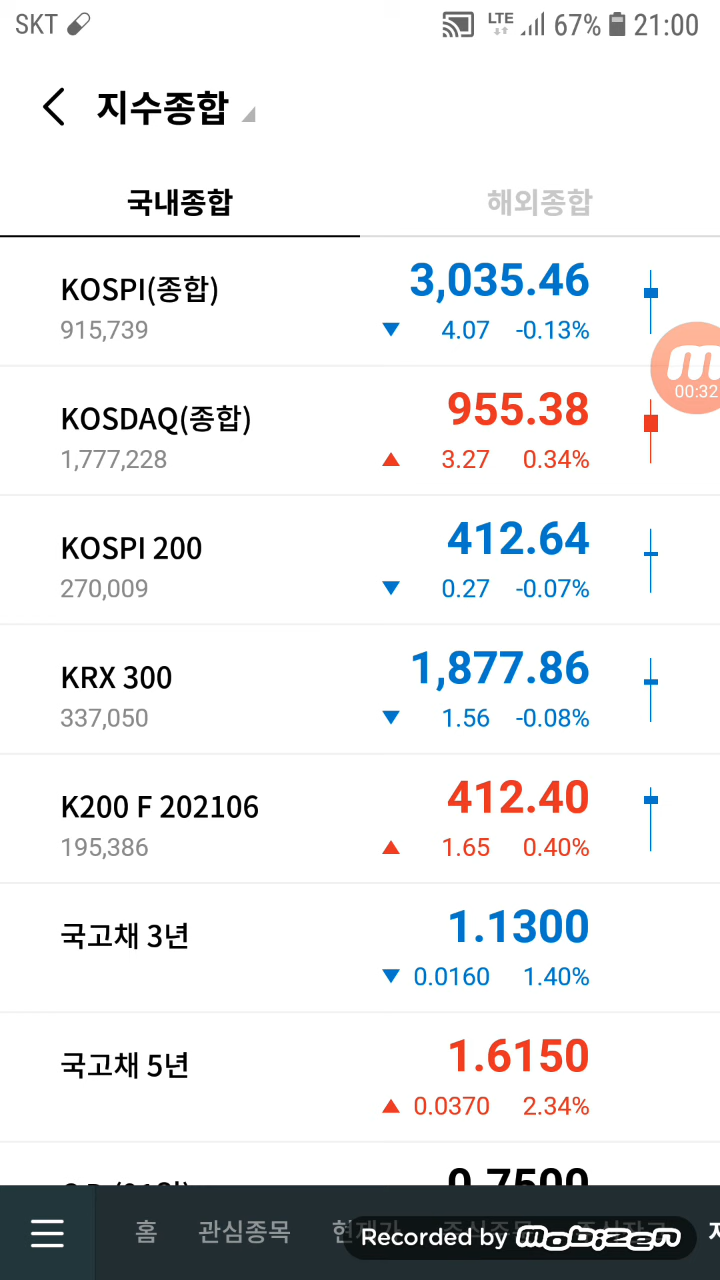 SKT LTE 67% 21:00
지수종합
국내종합 해외종합
KOSPI(종합) 3,035.46
915,739 ▼ 4.07 -0.13%
m
00:32
KOSDAQ(종합) 955.38
1,777,228 ▲ 3.27 0.34%
KOSPI 200 412.64
270,009 ▼ 0.27 -0.07%
KRX 300 1,877.86
337,050 ▼ 1.56 -0.08%
K200 F 202106 412.40
195,386 ▲ 1.65 0.40%
국고채 3년 1.1300
▼ 0.0160 1.40%
국고채 5년 1.6150
▲ 0.0370 2.34%
0.7500
홈 관심종목 현재가
Recorded by mobizen